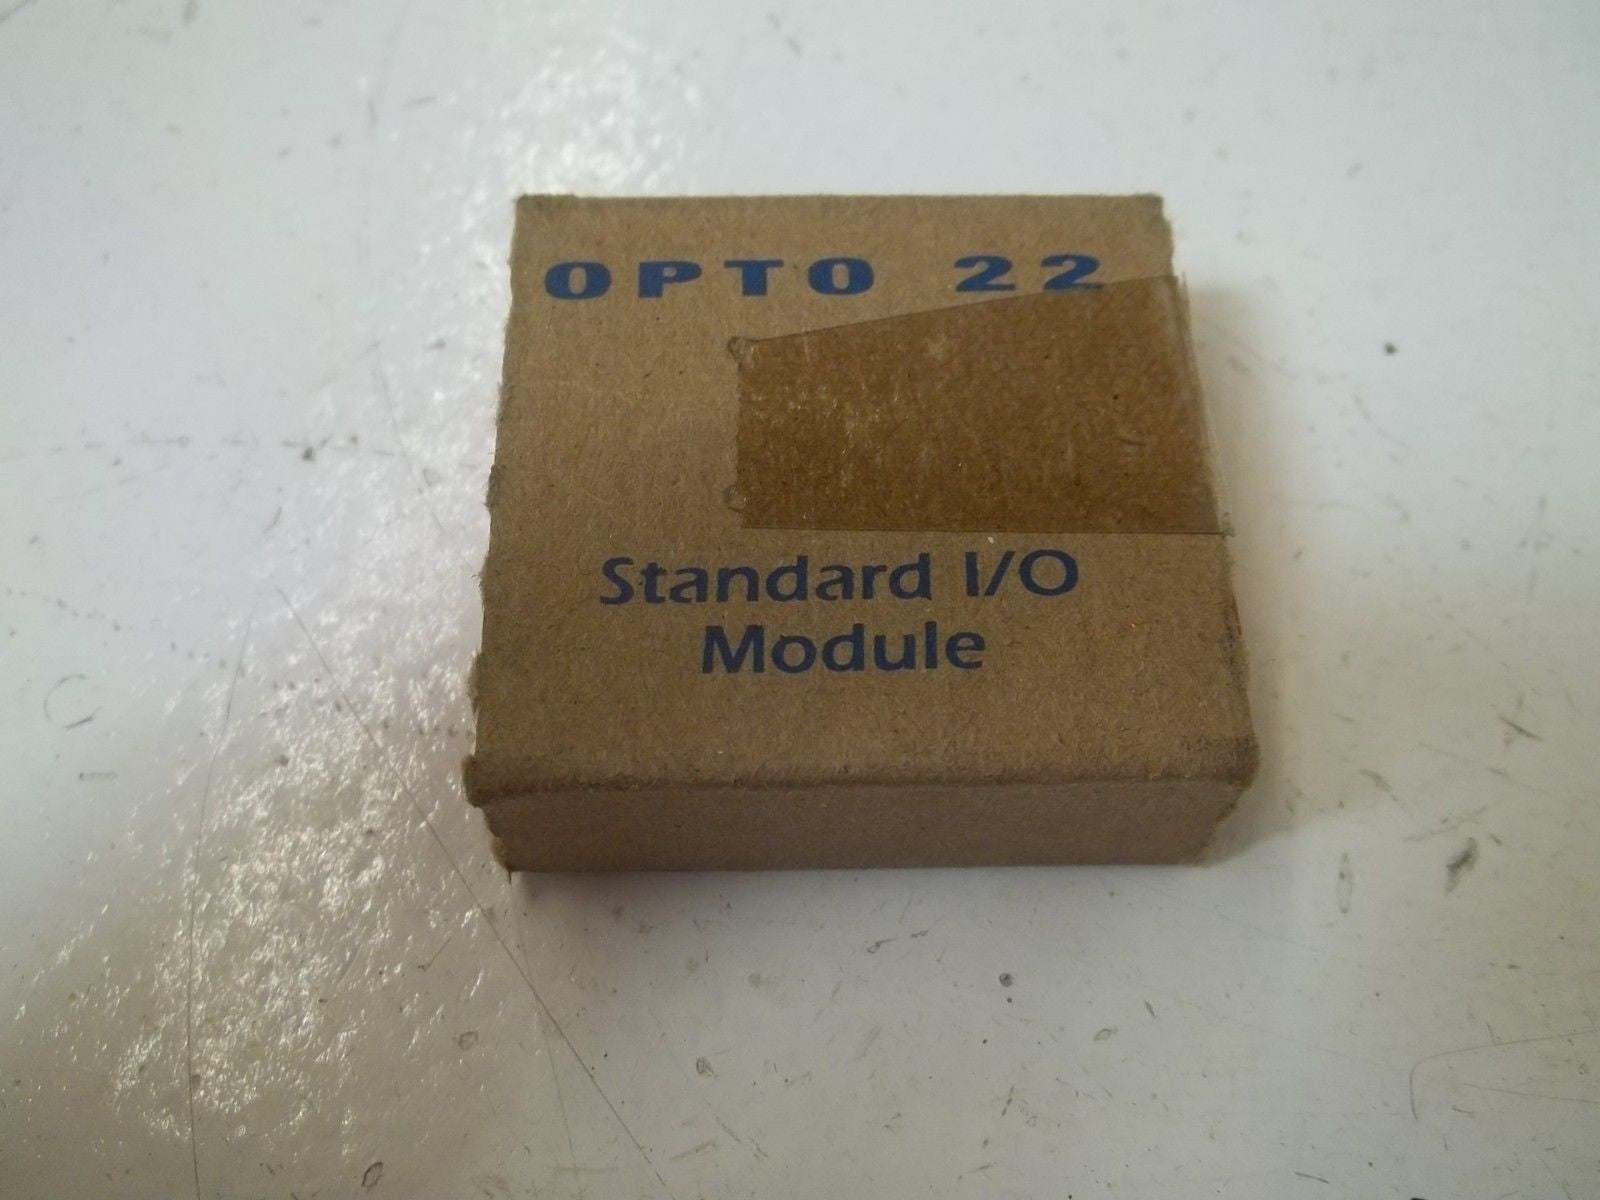 OPTO 22
Standard I/O
Module